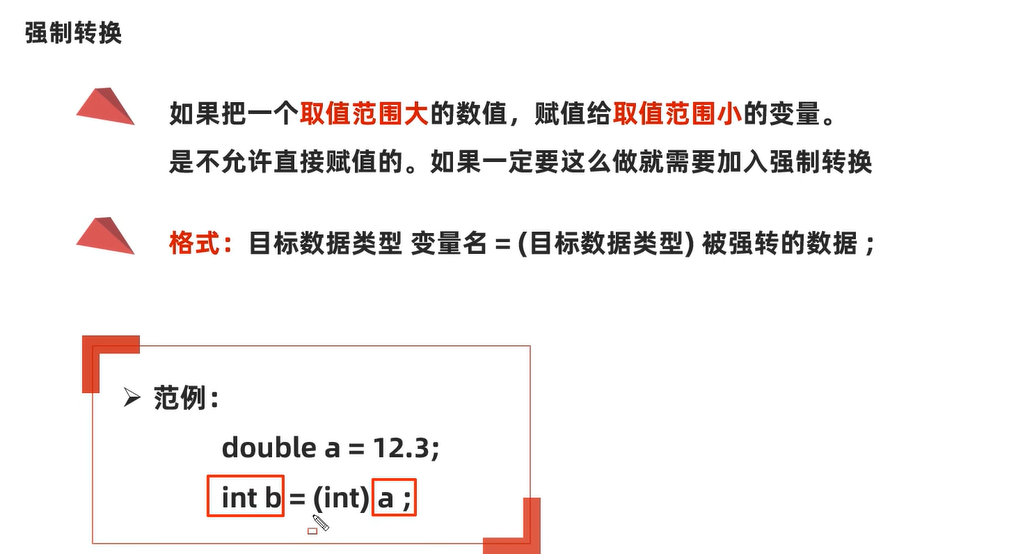 强制转换
如果把一个取值范围大的数值，赋值给取值范围小的变量。
是不允许直接赋值的。如果一定要这么做就需要加入强制转换
格式：目标数据类型 变量名 = (目标数据类型) 被强转的数据 ;
范例：
double a = 12.3;
int b = (int) a ;